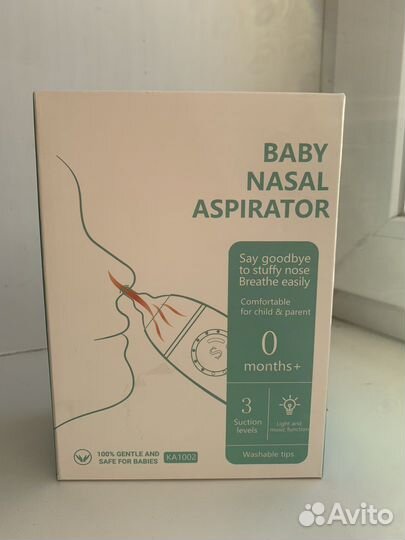 BABY
NASAL
ASPIRATOR
Say goodbye
to stuffy nose
Breathe easily
Comfortable
for child & parent
0
months+
3
Suction
levels
Light and
music function
Washable tips
100% GENTLE AND
SAFE FOR BABIES
KA1002
Avito